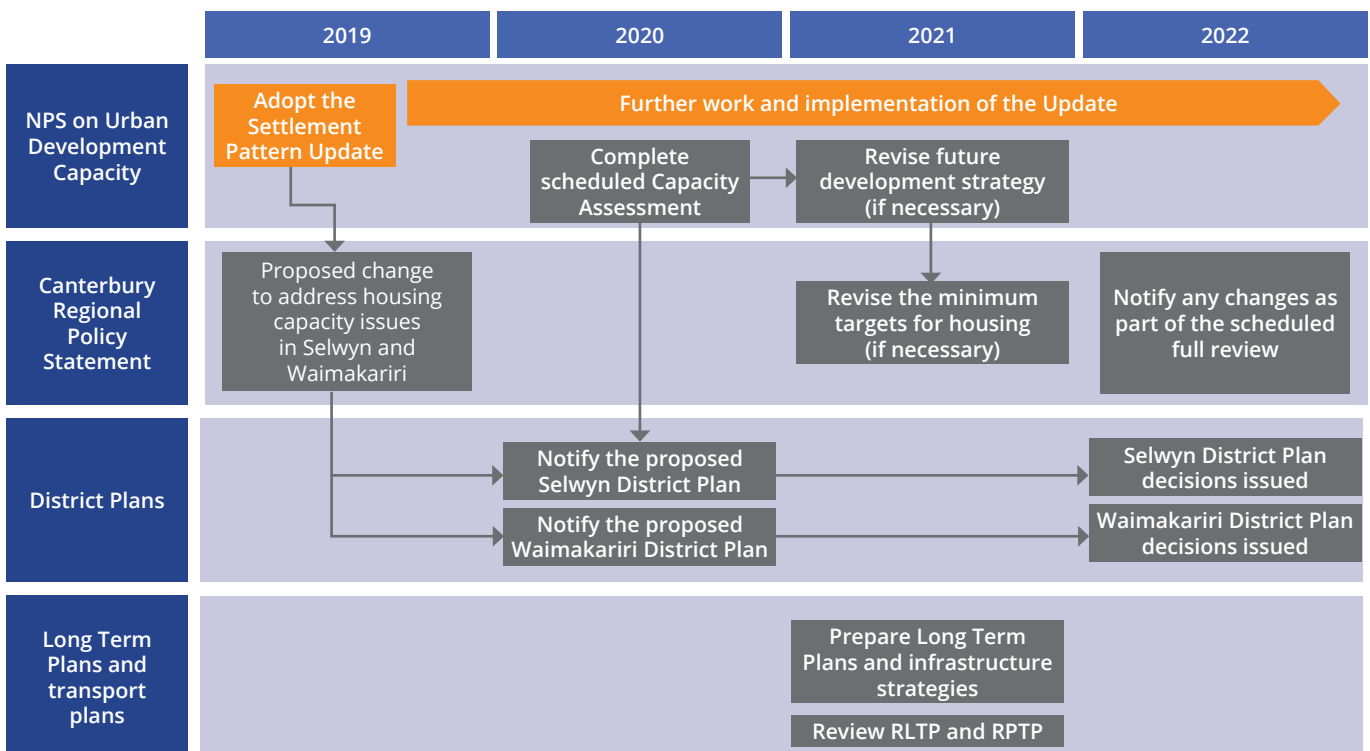 2019
2020
2021
2022
NPS on Urban
Development
Capacity
Adopt the
Settlement
Pattern Update
Further work and implementation of the Update
Complete
scheduled Capacity
Assessment
Revise future
development strategy
(if necessary)
Canterbury
Regional
Policy
Statement
Proposed change
to address housing
capacity issues
in Selwyn and
Waimakariri
Revise the minimum
targets for housing
(if necessary)
Notify any changes as
part of the scheduled
full review
District Plans
Notify the proposed
Selwyn District Plan
Selwyn District Plan
decisions issued
Notify the proposed
Waimakariri District Plan
Waimakariri District Plan
decisions issued
Long Term
Plans and
transport
plans
Prepare Long Term
Plans and infrastructure
strategies
Review RLTP and RPTP